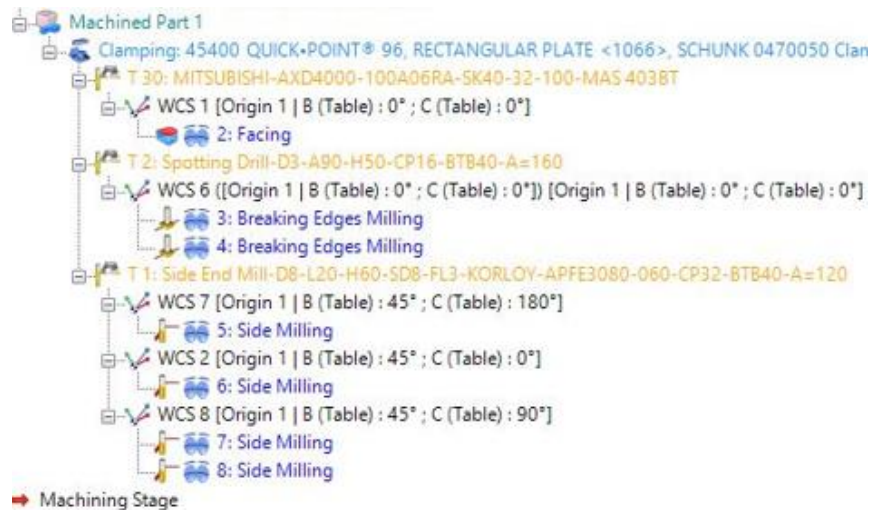 Machined Part 1
Clamping: 45400 QUICK•POINT® 96, RECTANGULAR PLATE <1066>, SCHUNK 0470050 Clan
T 30: MITSUBISHI-AXD4000-100A06RA-SK40-32-100-MAS 403BT
WCS 1 [Origin 1 | B (Table) : 0° ; C (Table) : 0°]
2: Facing
T 2: Spotting Drill-D3-A90-H50-CP16-BTB40-A=160
WCS 6 ([Origin 1 | B (Table) : 0° ; C (Table) : 0°]) [Origin 1 | B (Table) : 0° ; C (Table) : 0°]
3: Breaking Edges Milling
4: Breaking Edges Milling
T 1: Side End Mill-D8-L20-H60-SD8-FL3-KORLOY-APFE3080-060-CP32-BTB40-A=120
WCS 7 [Origin 1 | B (Table) : 45° ; C (Table) : 180°]
5: Side Milling
WCS 2 [Origin 1 | B (Table) : 45° ; C (Table) : 0°]
6: Side Milling
WCS 8 [Origin 1 | B (Table) : 45° ; C (Table) : 90°]
7: Side Milling
8: Side Milling
Machining Stage